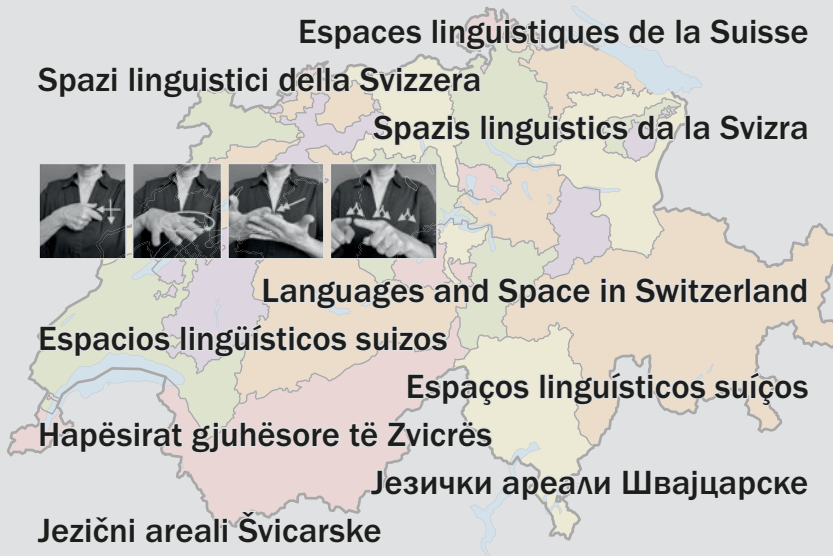 Espaces linguistiques de la Suisse
Spazi linguistici della Svizzera
Spazis linguistics da la Svizra
Languages and Space in Switzerland
Espacios lingüísticos suizos
Espaços linguísticos suíços
Hapësirat gjuhësore të Zvicrës
Језички ареали Швајцарске
Jezični areali Švicarske